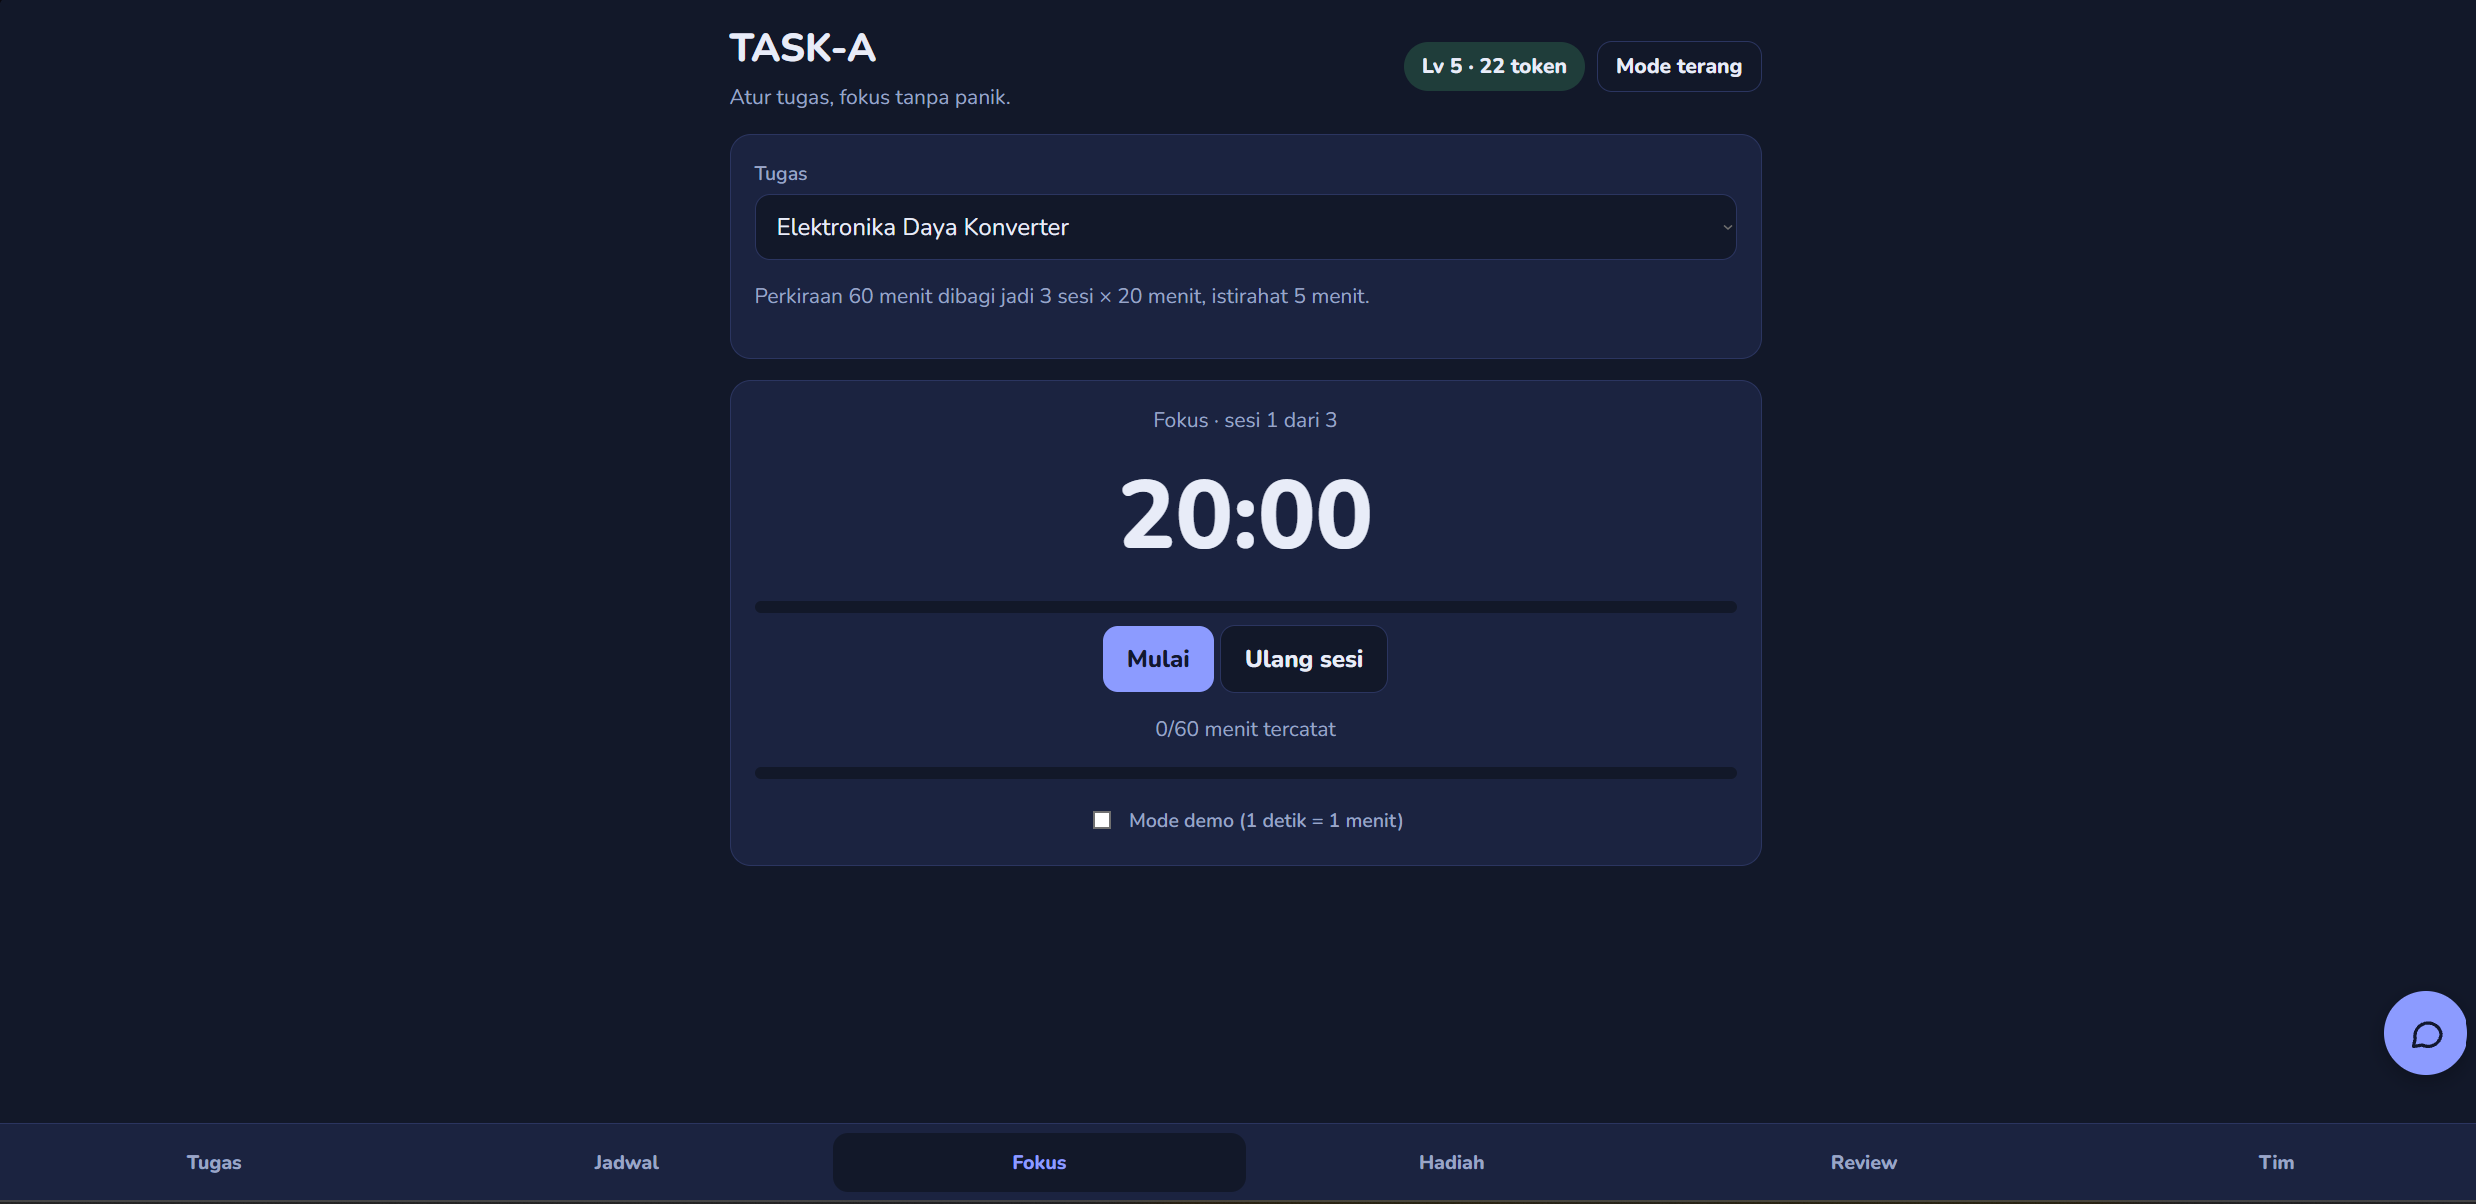 TASK-A
Atur tugas, fokus tanpa panik.
Lv 5 · 22 token
Mode terang
Tugas
Elektronika Daya Konverter
Perkiraan 60 menit dibagi jadi 3 sesi × 20 menit, istirahat 5 menit.
Fokus · sesi 1 dari 3
20:00
Mulai
Ulang sesi
0/60 menit tercatat
Mode demo (1 detik = 1 menit)
Tugas
Jadwal
Fokus
Hadiah
Review
Tim